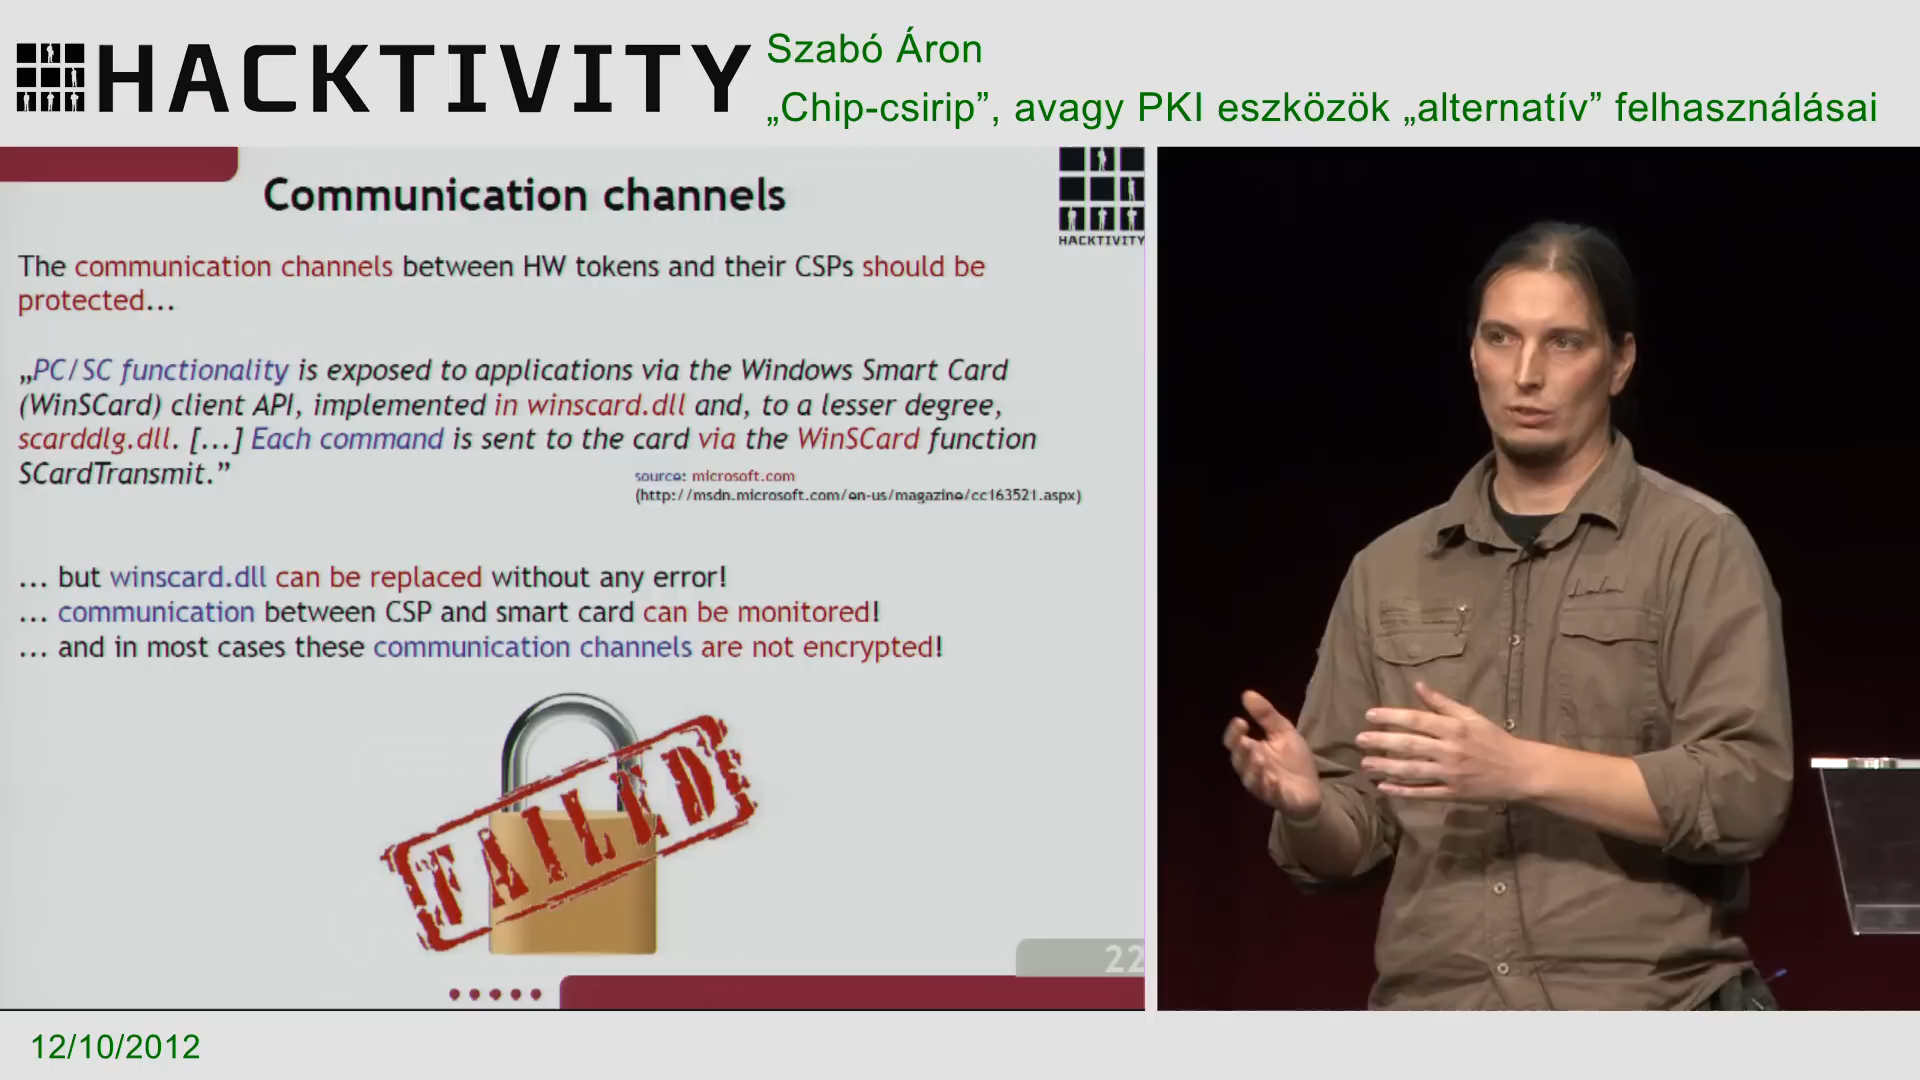 HACKTIVITY
Szabó Áron
„Chip-csirip”, avagy PKI eszközök „alternatív” felhasználásai
Communication channels
HACKTIVITY
The communication channels between HW tokens and their CSPs should be
protected...
„PC/SC functionality is exposed to applications via the Windows Smart Card
(WinSCard) client API, implemented in winscard.dll and, to a lesser degree,
scarddlg.dll. [...] Each command is sent to the card via the WinSCard function
SCardTransmit.”
source: microsoft.com
(http://msdn.microsoft.com/en-us/magazine/cc163521.aspx)
... but winscard.dll can be replaced without any error!
... communication between CSP and smart card can be monitored!
... and in most cases these communication channels are not encrypted!
FAILED
22
12/10/2012